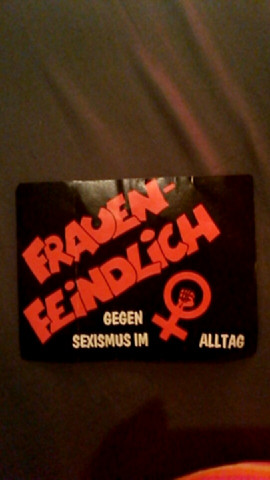 FRAUEN-
FEINDLICH
GEGEN
SEXISMUS IM ALLTAG